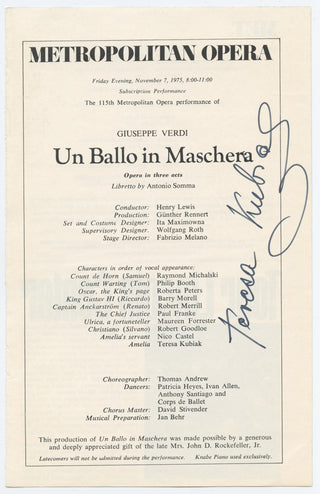 METROPOLITAN OPERA
Friday Evening, November 7, 1975, 8:00-11:00
Subscription Performance
The 115th Metropolitan Opera performance of
GIUSEPPE VERDI
Un Ballo in Maschera
Opera in three acts
Libretto by Antonio Somma
Conductor: Henry Lewis
Production: Günther Rennert
Set and Costume Designer: Ita Maximowna
Supervisory Designer: Wolfgang Roth
Stage Director: Fabrizio Melano
Characters in order of vocal appearance:
Count de Horn (Samuel) Raymond Michalski
Count Warting (Tom) Philip Booth
Oscar, the King's page Roberta Peters
King Gustav III (Riccardo) Barry Morell
Captain Anckarström (Renato) Robert Merrill
The Chief Justice Paul Franke
Ulrica, a fortuneteller Maureen Forrester
Christiano (Silvano) Robert Goodloe
Amelia's servant Nico Castel
Amelia Teresa Kubiak
Teresa Kubiak
Choreographer: Thomas Andrew
Dancers: Patricia Heyes, Ivan Allen,
Anthony Santiago and
Corps de Ballet
Chorus Master: David Stivender
Musical Preparation: Jan Behr
This production of Un Ballo in Maschera was made possible by a generous
and deeply appreciated gift of the late Mrs. John D. Rockefeller, Jr.
Latecomers will not be admitted during the performance. Knabe Piano used exclusively.